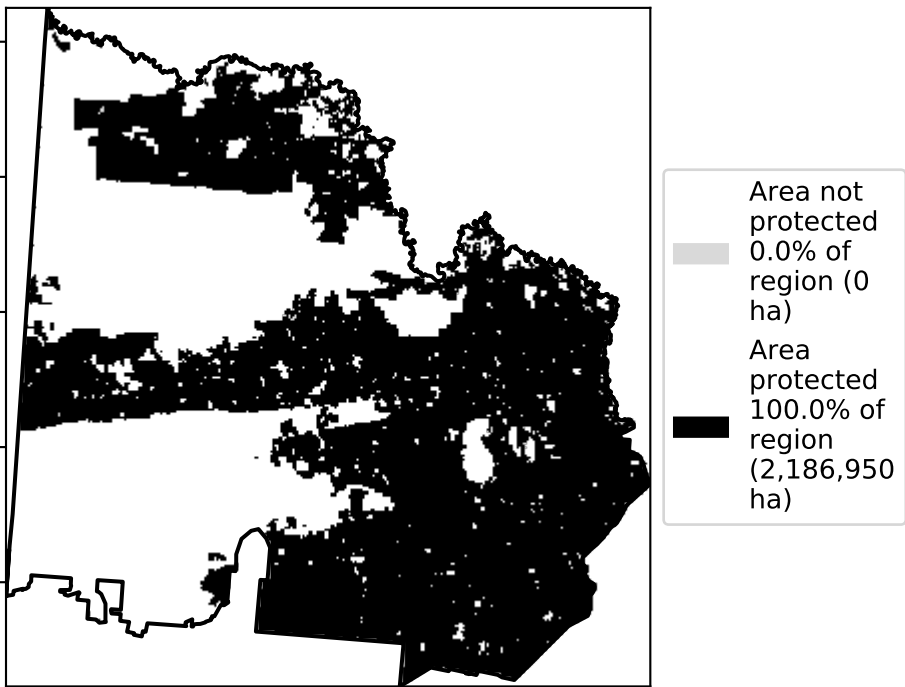 Area not
protected
0.0% of
region (0
ha)
Area
protected
100.0% of
region
(2,186,950
ha)